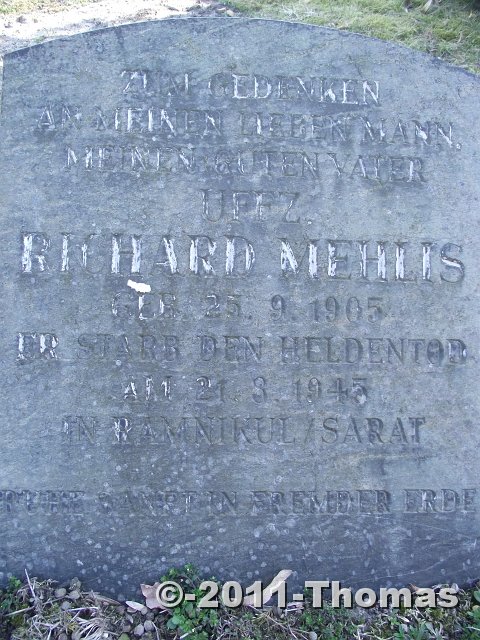 ZUM GEDENKEN
AN MEINEN LIEBEN MANN,
MEINEN GUTEN VATER
UFFZ.
RICHARD MEHLIS
GEB. 25. 9. 1905
ER STARB DEN HELDENTOD
AM 21. 3. 1945
IN RAMNIKUL/SARAT
RUHE SANFT IN FREMDER ERDE
©-2011-Thomas